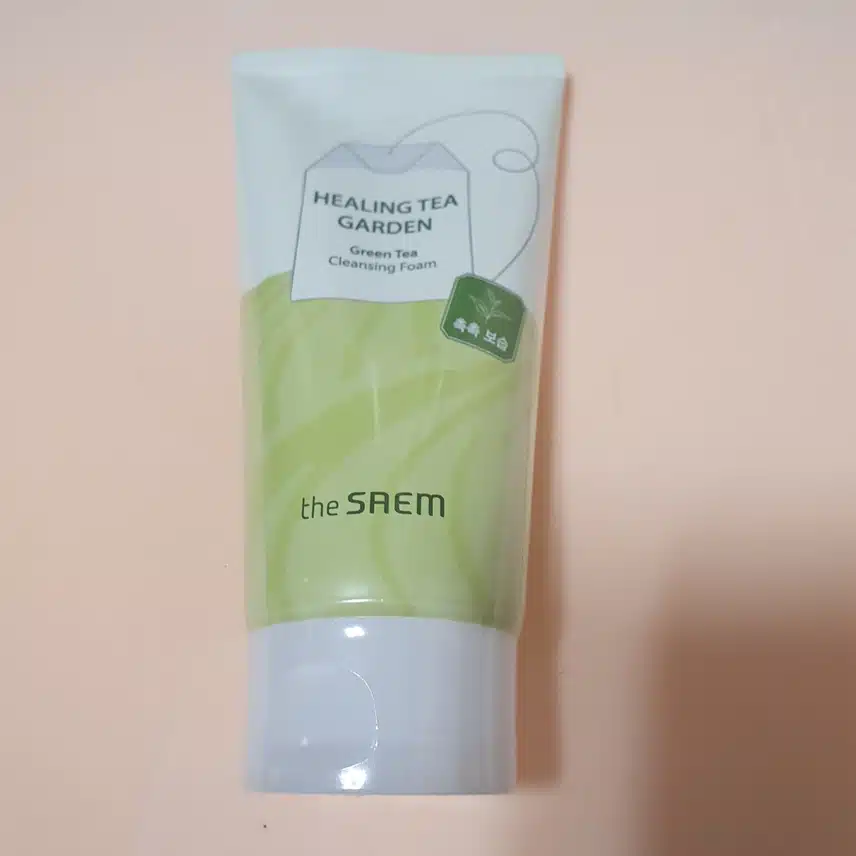 HEALING TEA
GARDEN
Green Tea
Cleansing Foam
촉촉 보습
the SAEM